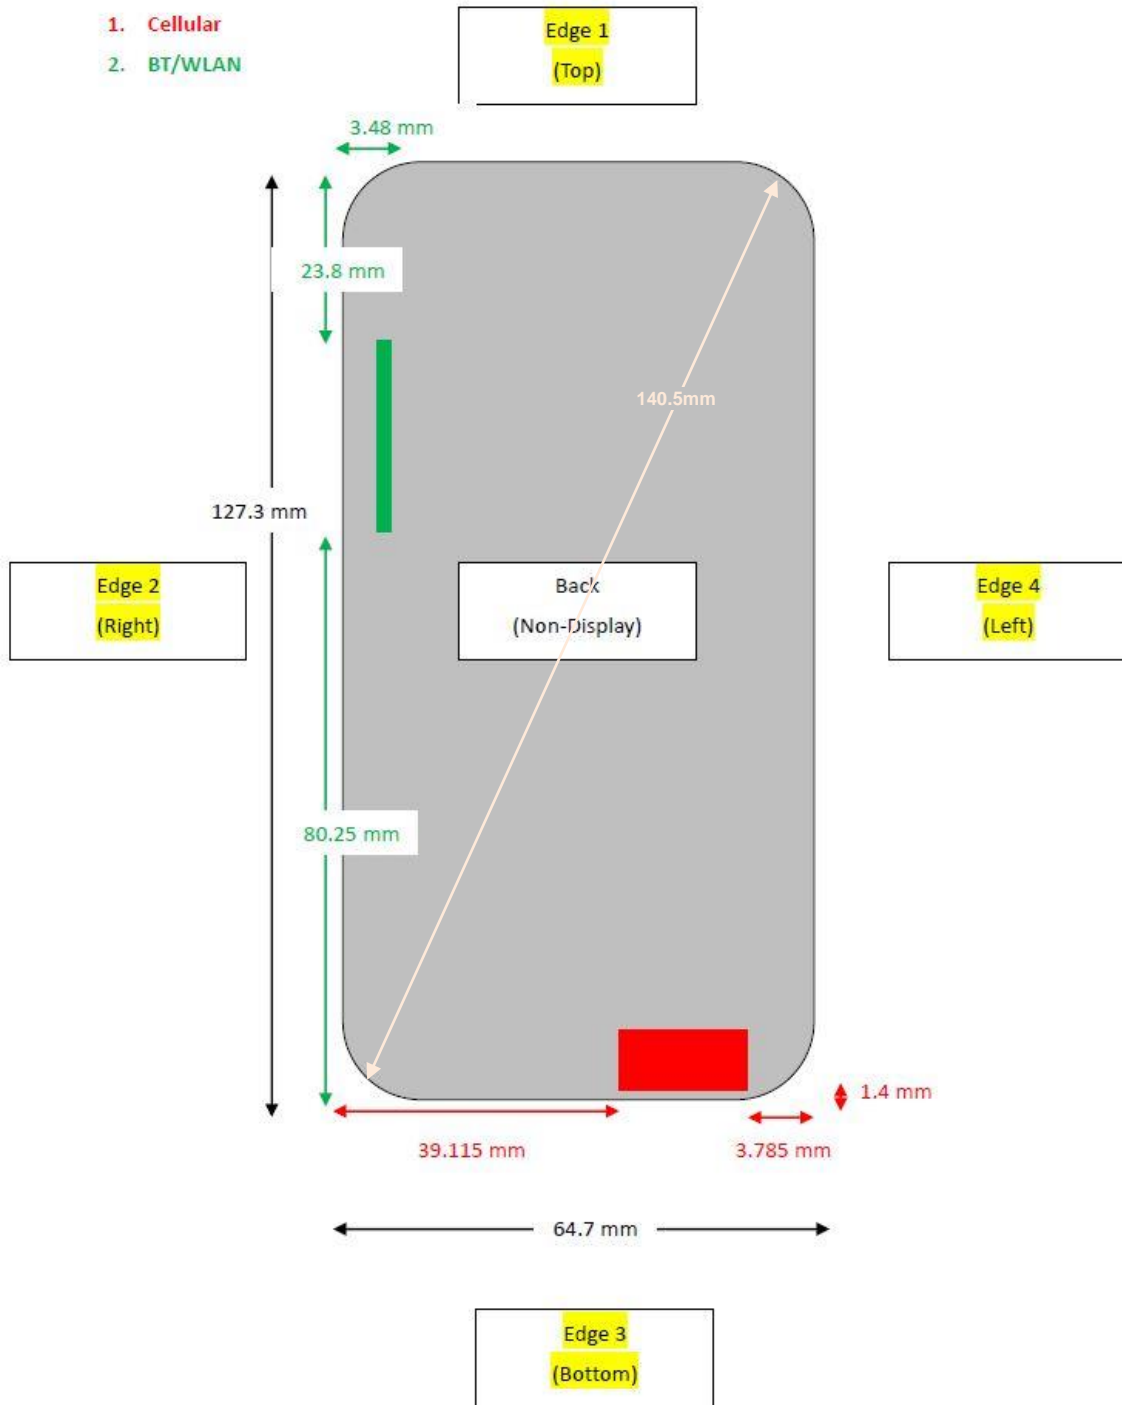 1. Cellular
2. BT/WLAN
Edge 1
(Top)
3.48 mm
23.8 mm
140.5mm
127.3 mm
Edge 2
(Right)
Back
(Non-Display)
Edge 4
(Left)
80.25 mm
1.4 mm
39.115 mm
3.785 mm
64.7 mm
Edge 3
(Bottom)